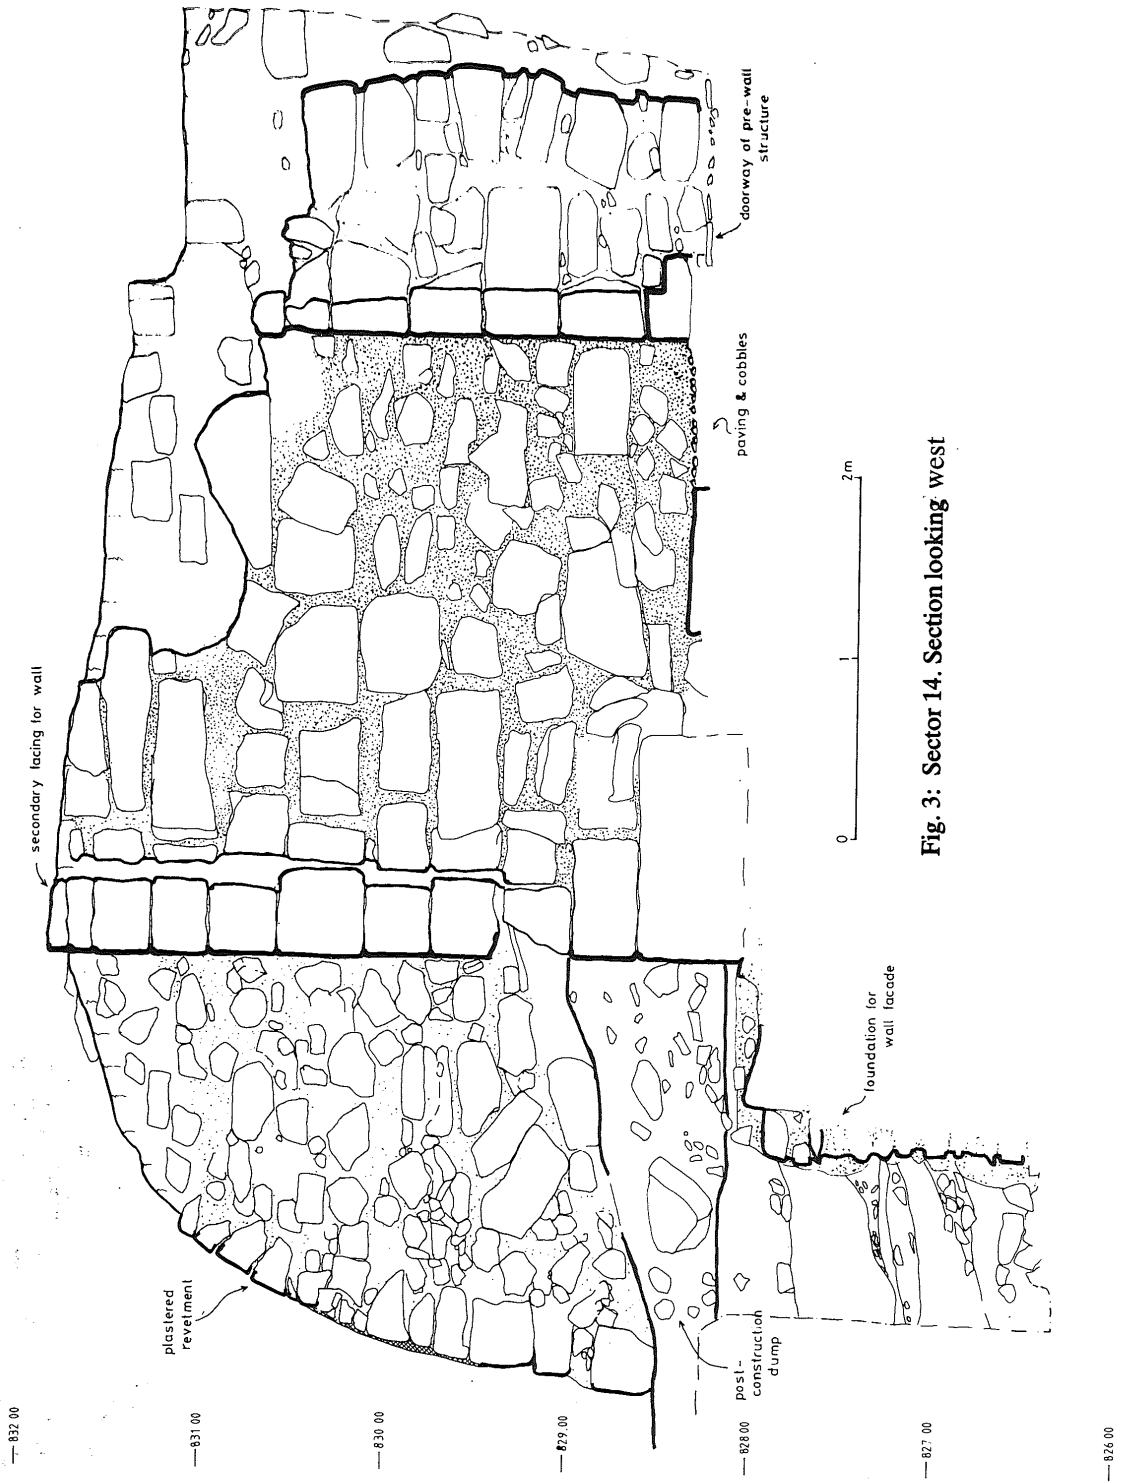 secondary facing for wall
doorway of pre-wall
structure
paving & cobbles
plastered
revetment
post-
construction
dump
foundation for
wall facade
832 00
831 00
830 00
829.00
828 00
827 00
826 00
0
1
2m
Fig. 3: Sector 14. Section looking west